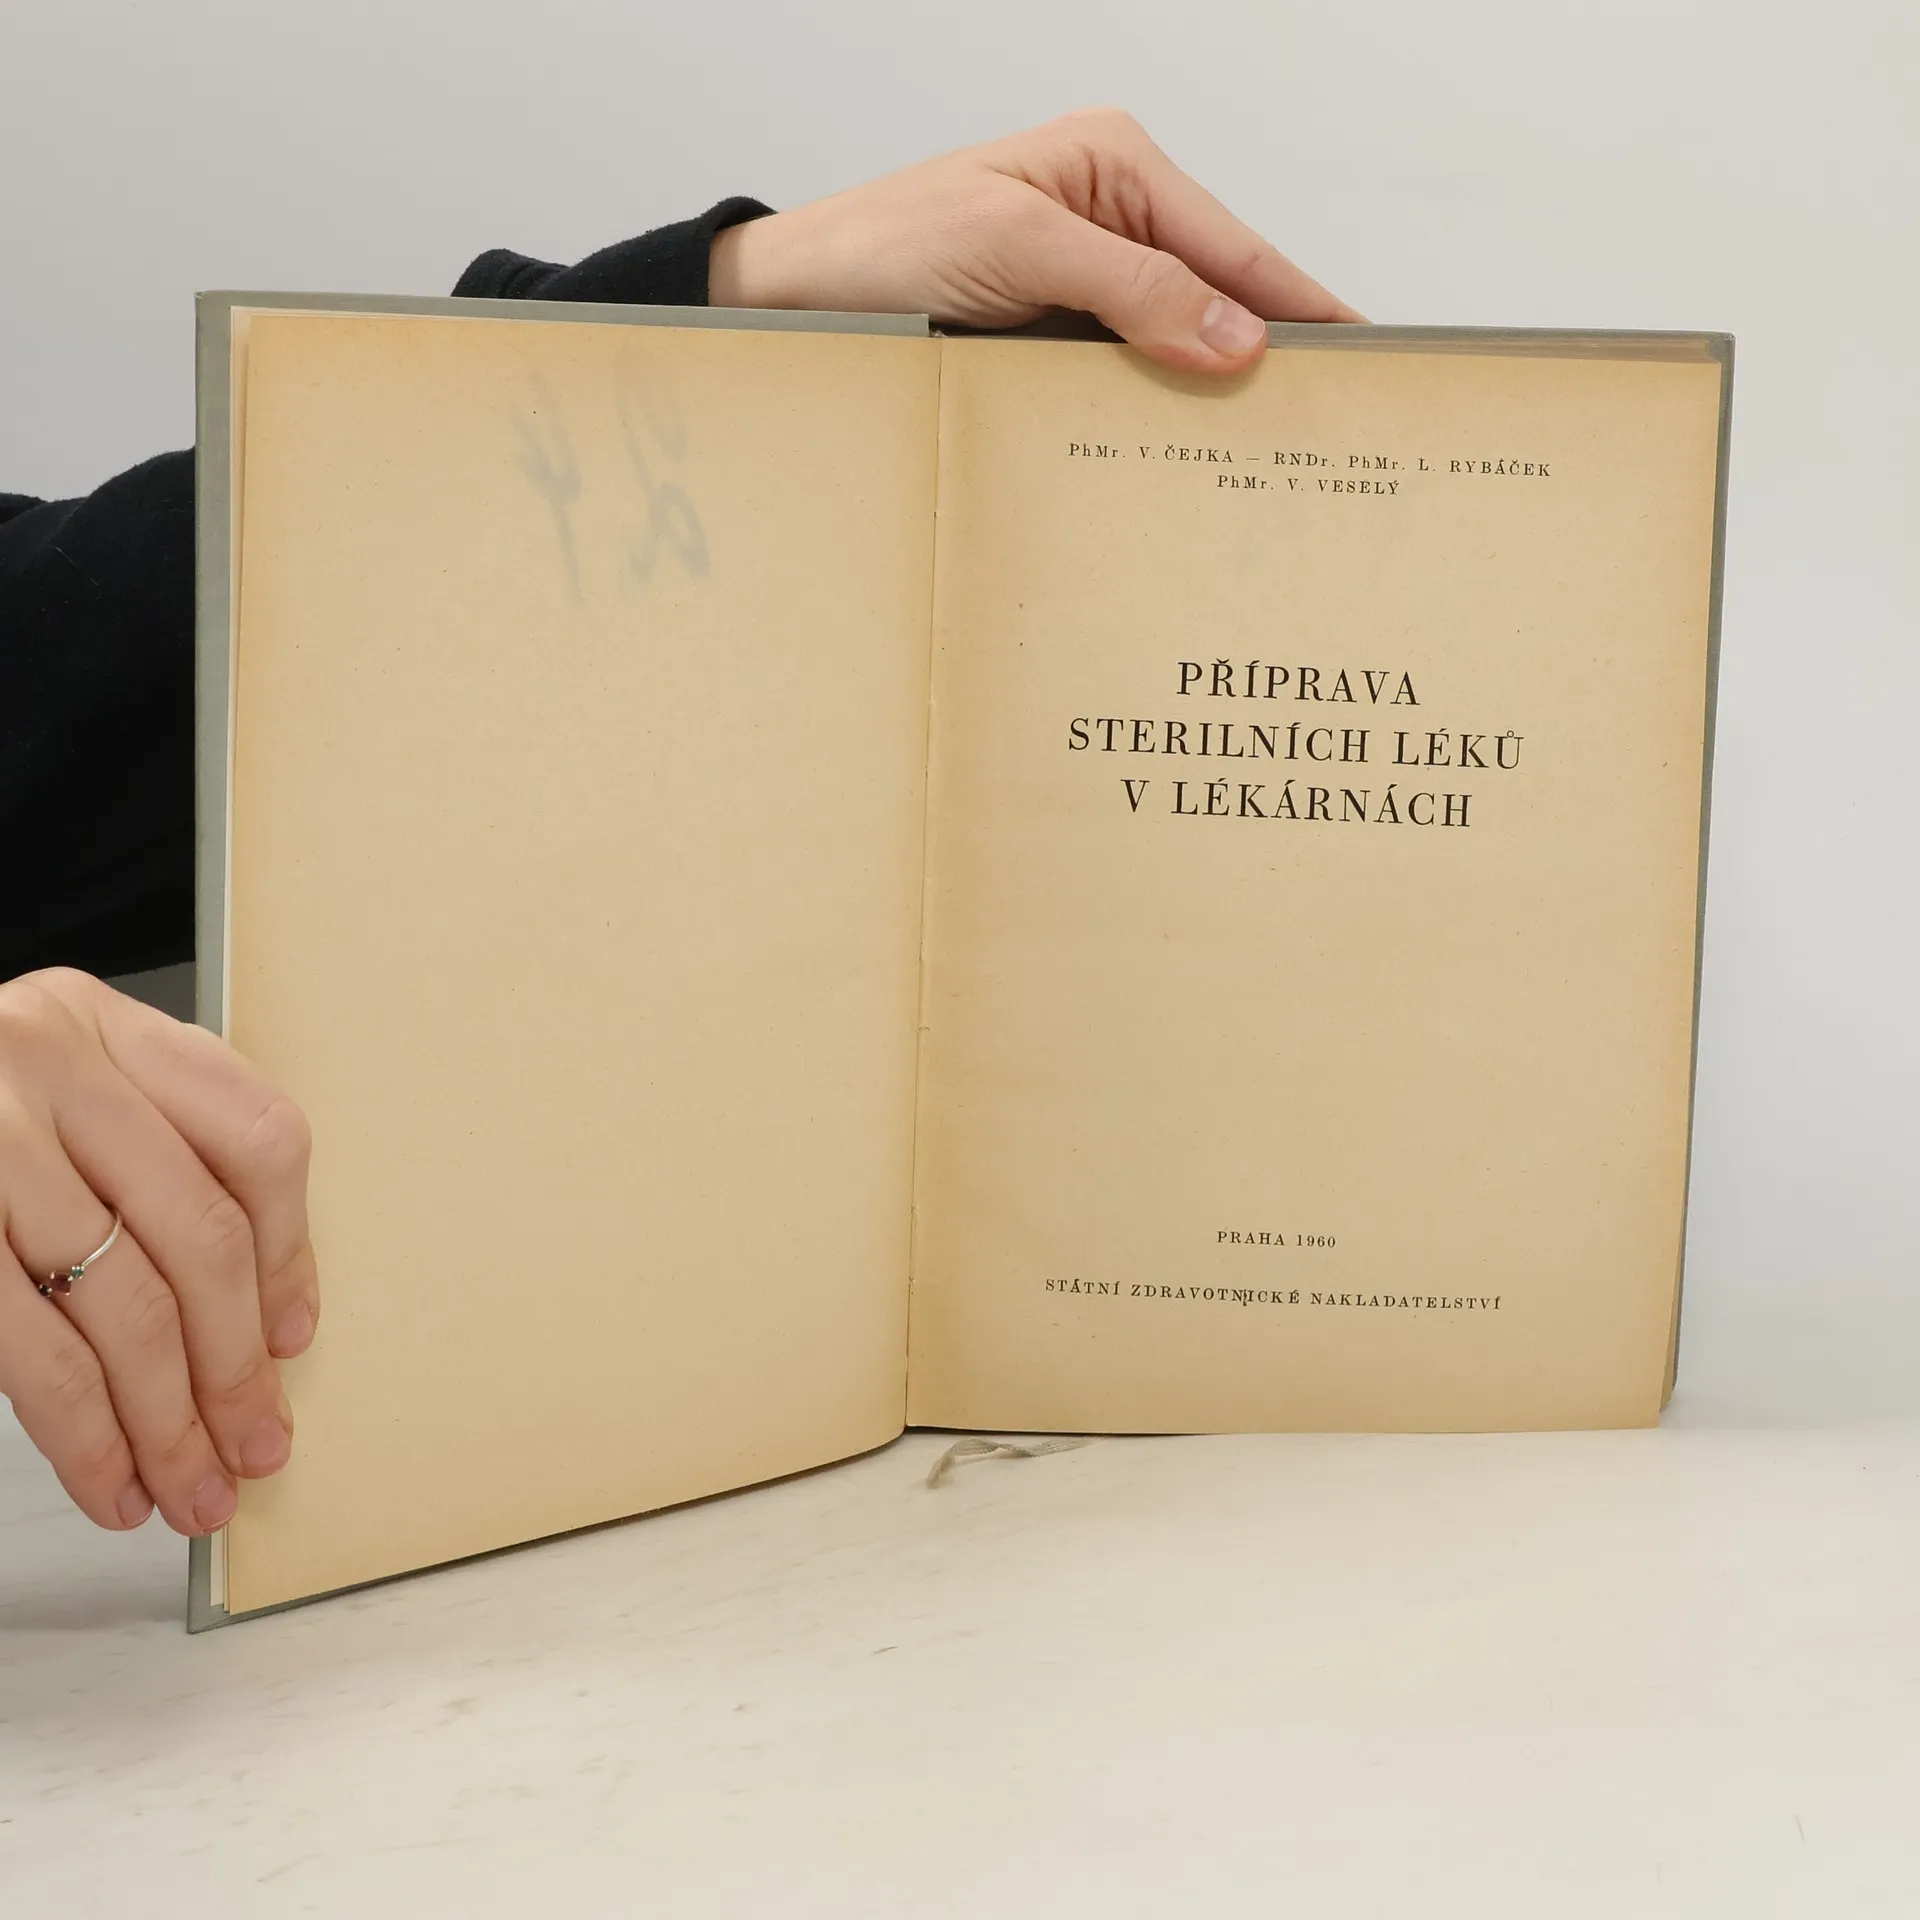 PhMr. V. ČEJKA — RNDr. PhMr. L. RYBÁČEK
PhMr. V. VESELÝ
PŘÍPRAVA
STERILNÍCH LÉKŮ
V LÉKÁRNÁCH
PRAHA 1960
STÁTNÍ ZDRAVOTNICKÉ NAKLADATELSTVÍ